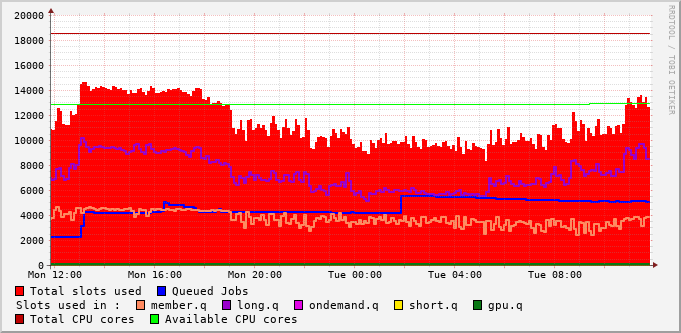 RRDTOOL / TOBI OETIKER
20000
18000
16000
14000
12000
10000
8000
6000
4000
2000
0
Mon 12:00 Mon 16:00 Mon 20:00 Tue 00:00 Tue 04:00 Tue 08:00
Total slots used Queued Jobs
Slots used in : member.q long.q ondemand.q short.q gpu.q
Total CPU cores Available CPU cores